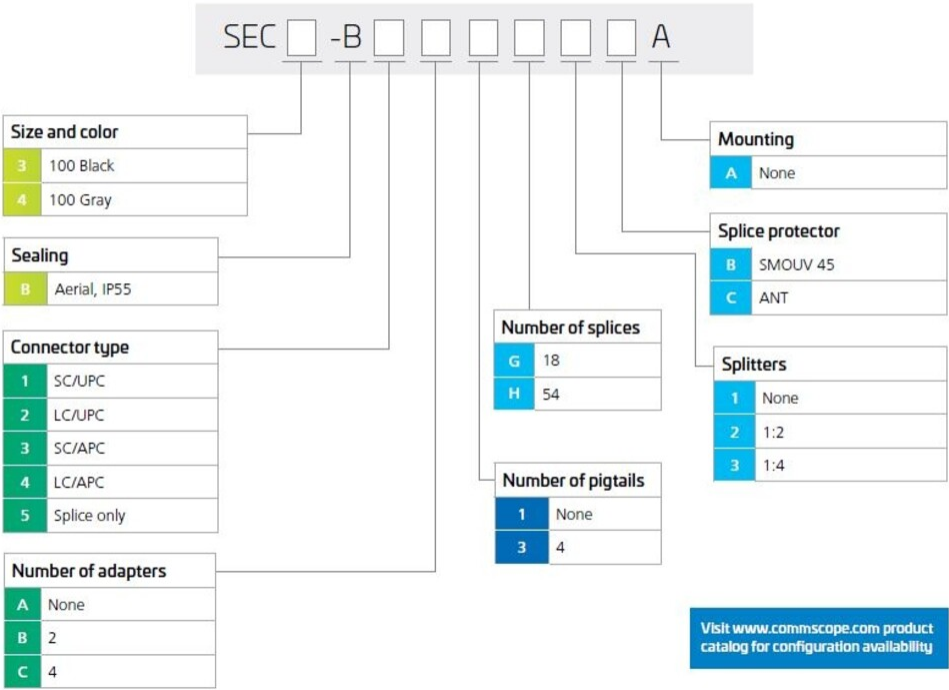 SEC -B A
Size and color
3 100 Black
4 100 Gray
Sealing
B Aerial, IP55
Connector type
1 SC/UPC
2 LC/UPC
3 SC/APC
4 LC/APC
5 Splice only
Number of adapters
A None
B 2
C 4
Number of splices
G 18
H 54
Number of pigtails
1 None
3 4
Mounting
A None
Splice protector
B SMOUV 45
C ANT
Splitters
1 None
2 1:2
3 1:4
Visit www.commscope.com product
catalog for configuration availability